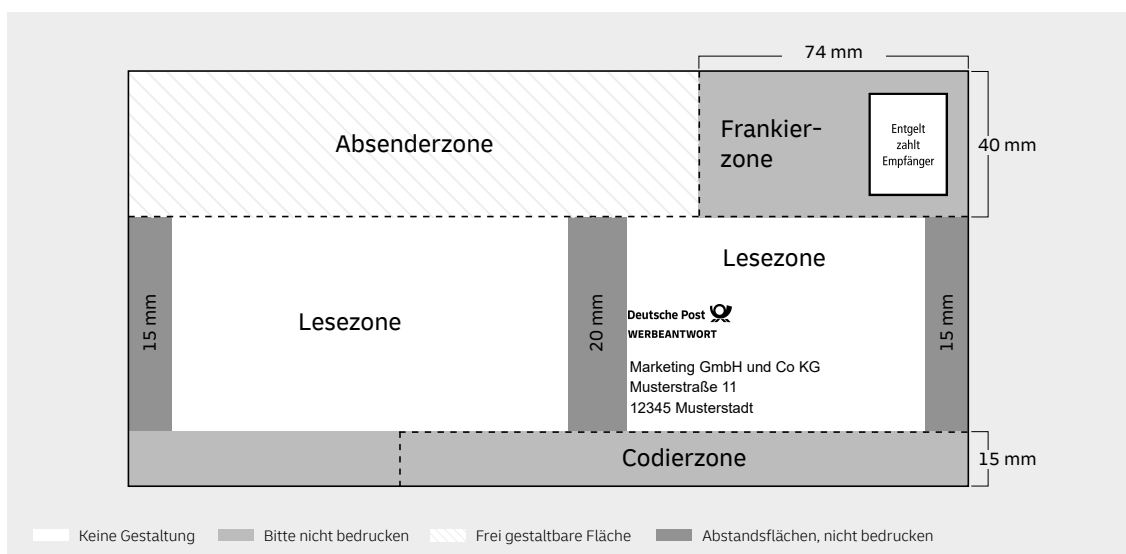 74 mm
Absenderzone
Frankier-
zone
Entgelt
zahlt
Empfänger
40 mm
15 mm
Lesezone
20 mm
Lesezone
Deutsche Post
WERBEANTWORT
Marketing GmbH und Co KG
Musterstraße 11
12345 Musterstadt
15 mm
Codierzone
15 mm
Keine Gestaltung
Bitte nicht bedrucken
Frei gestaltbare Fläche
Abstandsflächen, nicht bedrucken